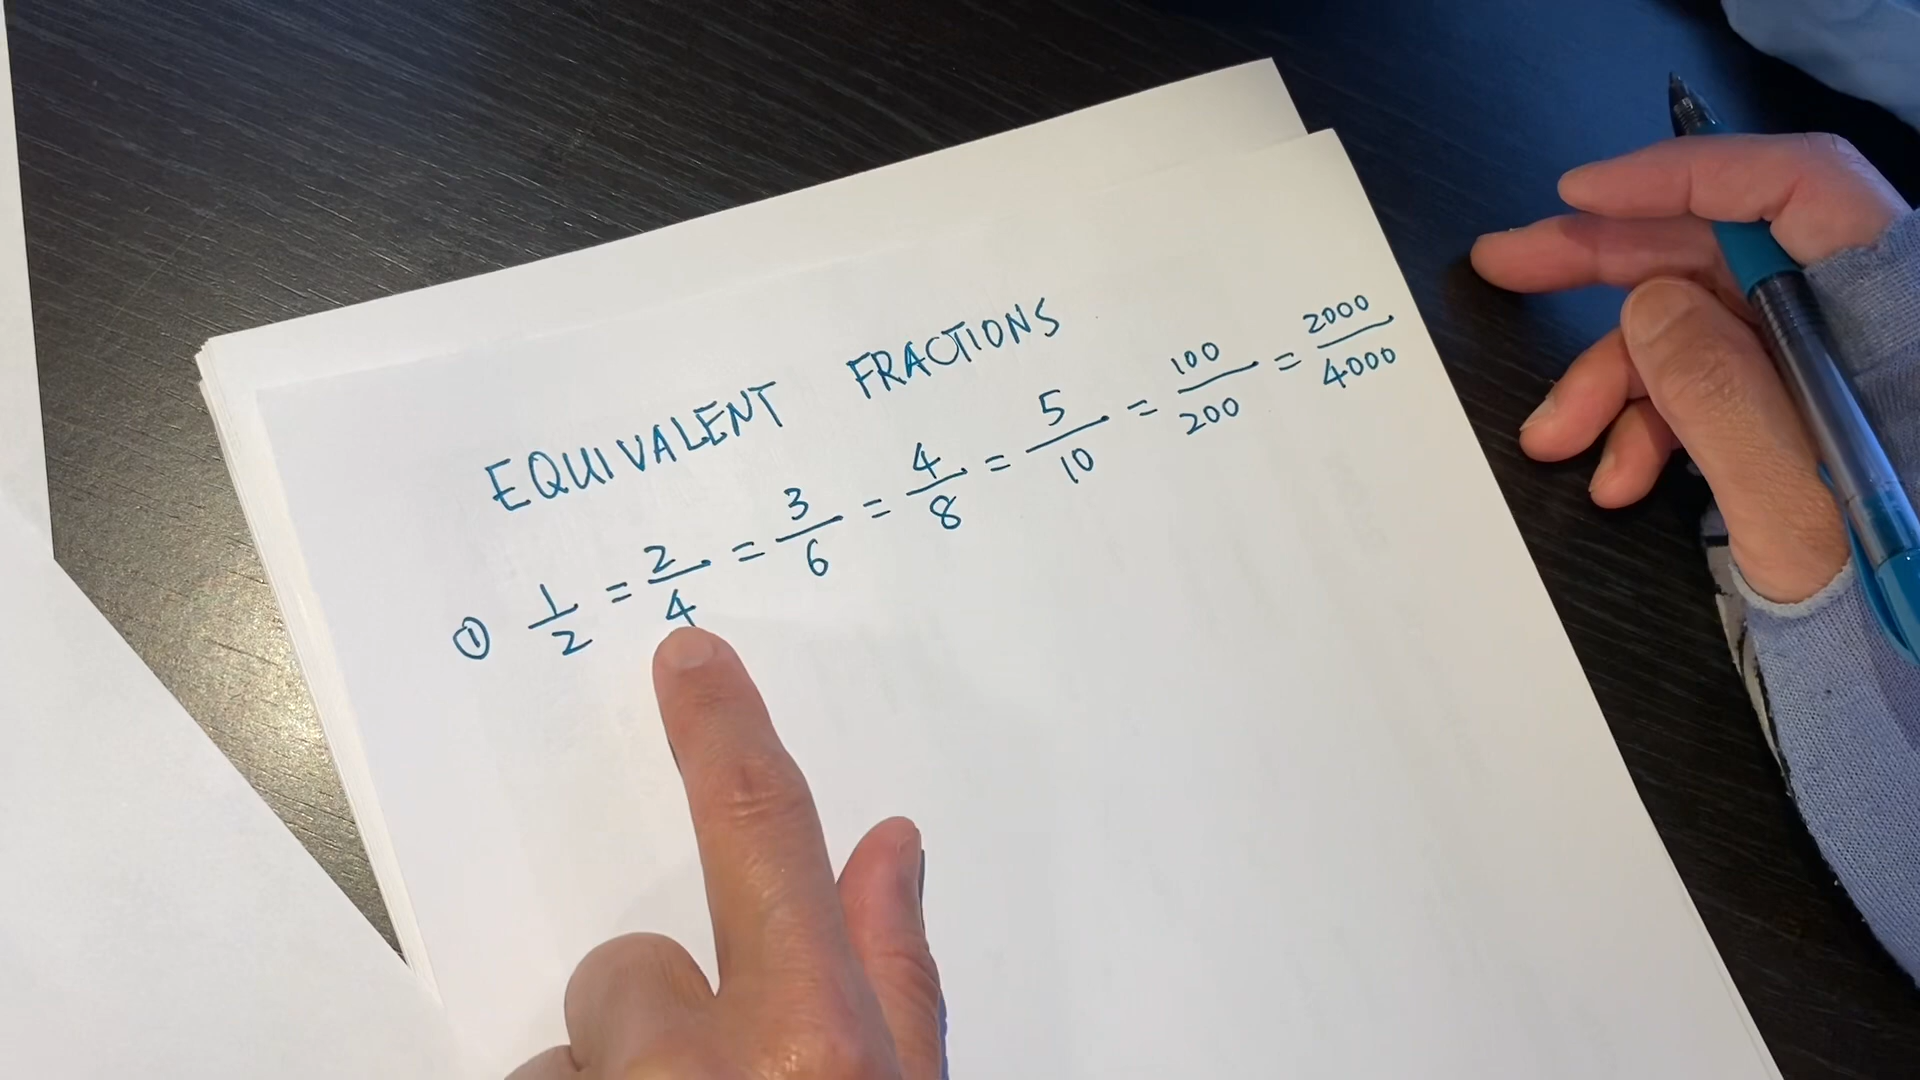 EQUIVALENT FRACTIONS
① 1/2 = 2/4 = 3/6 = 4/8 = 5/10 = 100/200 = 2000/4000